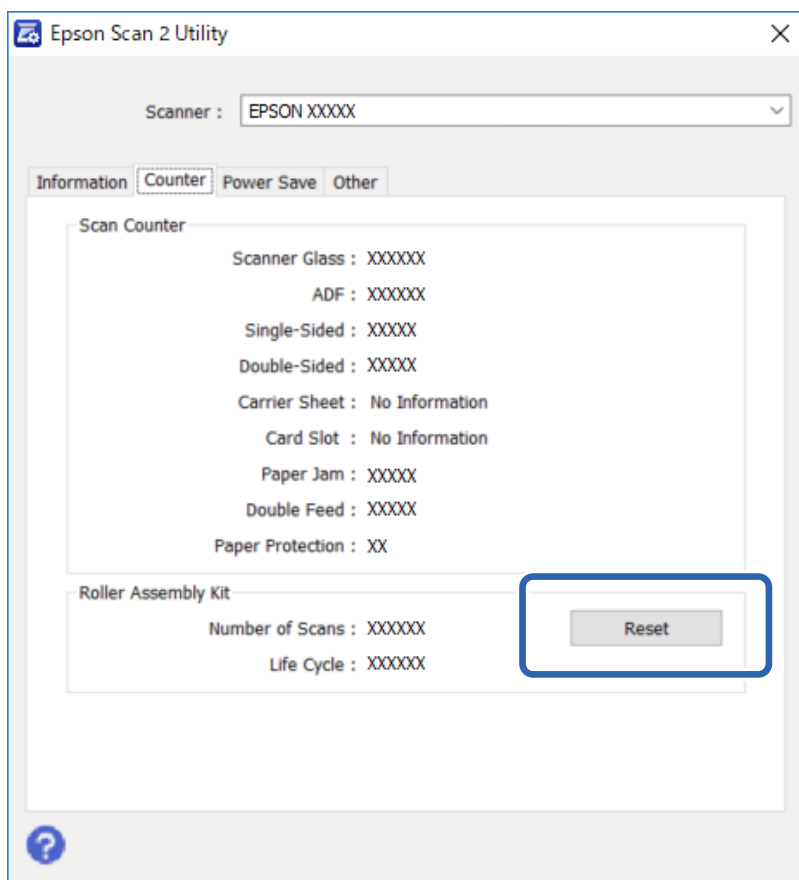 Epson Scan 2 Utility
Scanner : EPSON XXXXX
Information Counter Power Save Other
Scan Counter
Scanner Glass : XXXXXX
ADF : XXXXXX
Single-Sided : XXXXX
Double-Sided : XXXXX
Carrier Sheet : No Information
Card Slot : No Information
Paper Jam : XXXXX
Double Feed : XXXXX
Paper Protection : XX
Roller Assembly Kit
Number of Scans : XXXXXX Reset
Life Cycle : XXXXXX
?